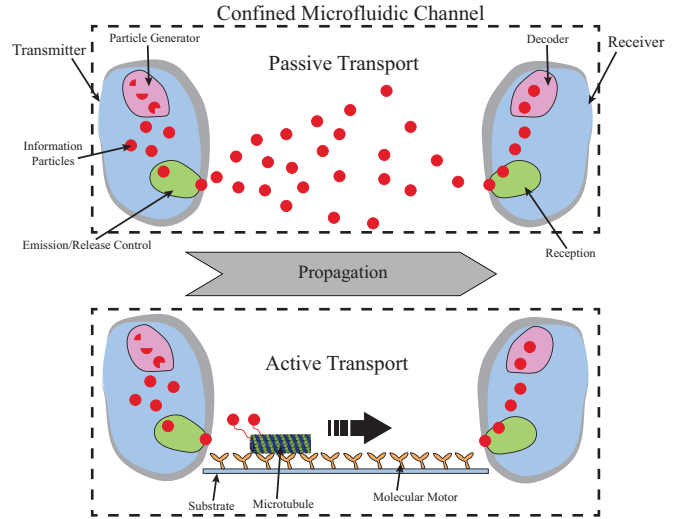 Confined Microfluidic Channel
Transmitter
Particle Generator
Decoder
Receiver
Passive Transport
Information
Particles
Emission/Release Control
Reception
Propagation
Active Transport
Substrate
Microtubule
Molecular Motor